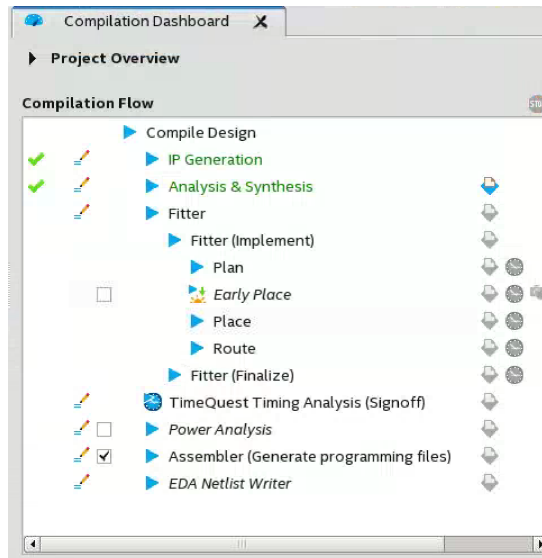 Compilation Dashboard
Project Overview
Compilation Flow
Compile Design
IP Generation
Analysis & Synthesis
Fitter
Fitter (Implement)
Plan
Early Place
Place
Route
Fitter (Finalize)
TimeQuest Timing Analysis (Signoff)
Power Analysis
Assembler (Generate programming files)
EDA Netlist Writer